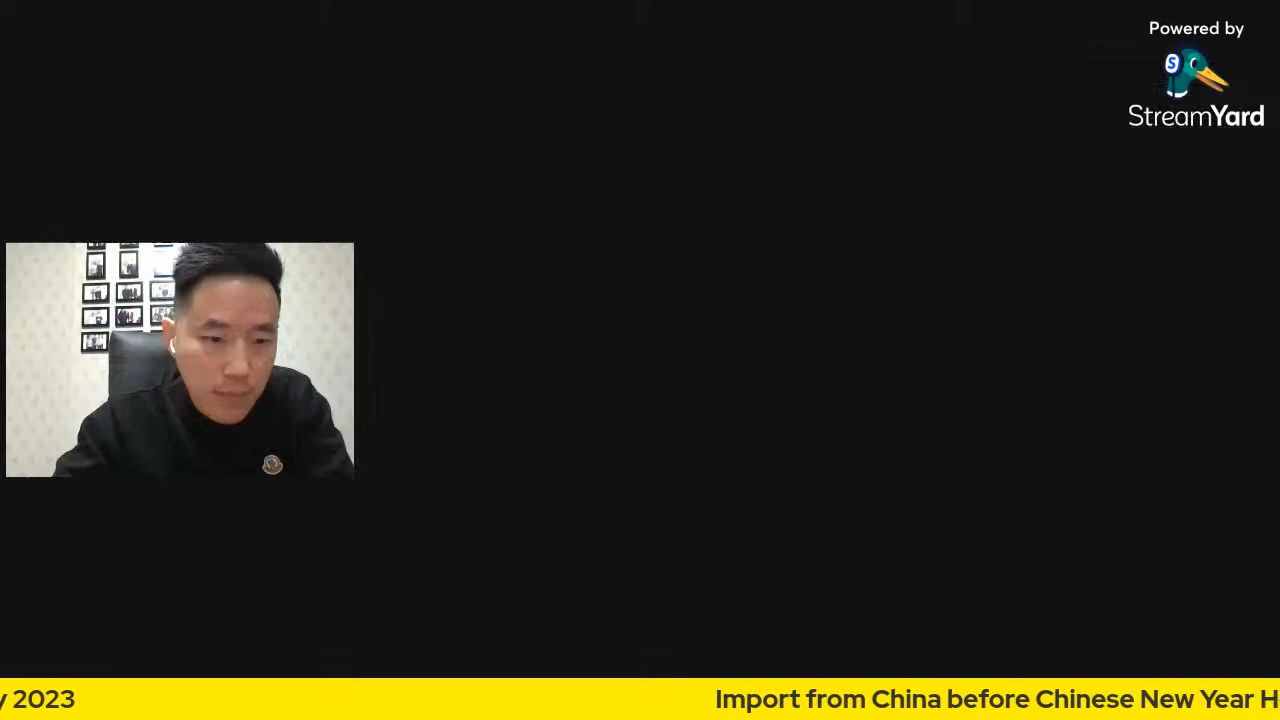 Powered by
S
StreamYard
y 2023
Import from China before Chinese New Year H